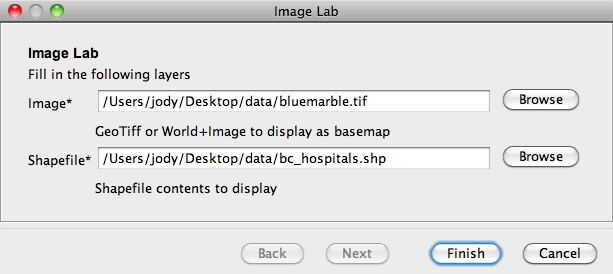 Image Lab
Image Lab
Fill in the following layers
Image* /Users/jody/Desktop/data/bluemarble.tif Browse
GeoTiff or World+Image to display as basemap
Shapefile* /Users/jody/Desktop/data/bc_hospitals.shp Browse
Shapefile contents to display
Back Next Finish Cancel